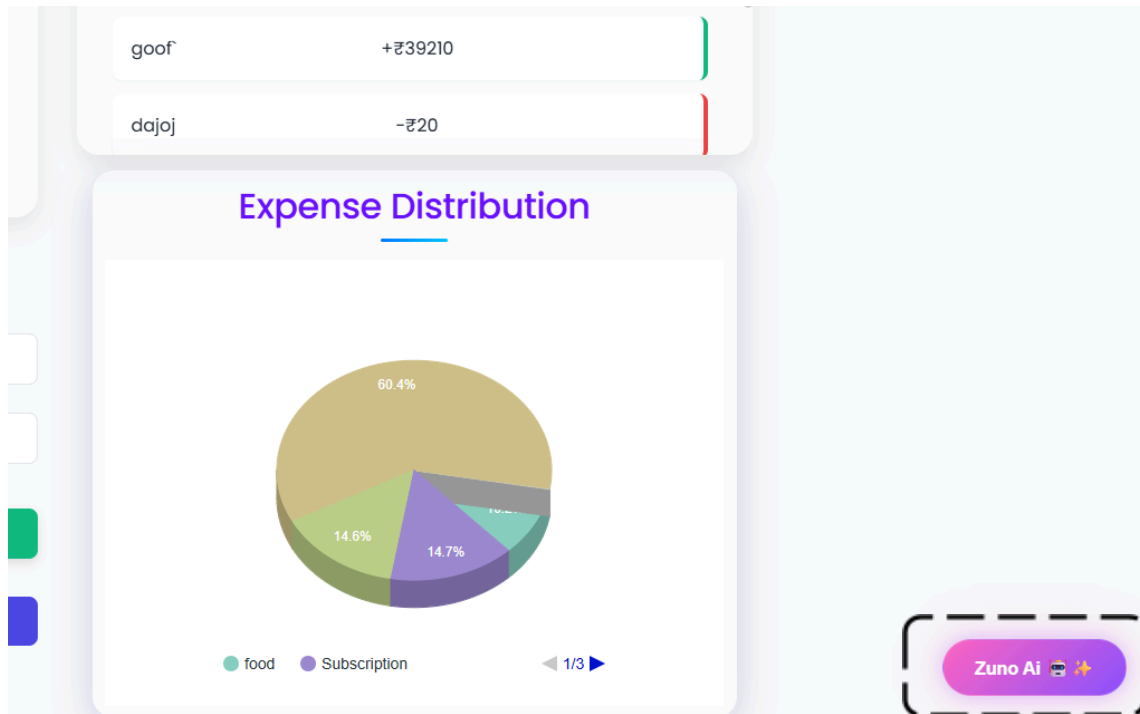 goof` +₹39210
dajoj -₹20
Expense Distribution
60.4%
14.6%
14.7%
food Subscription 1/3
Zuno Ai 🤖 ✨